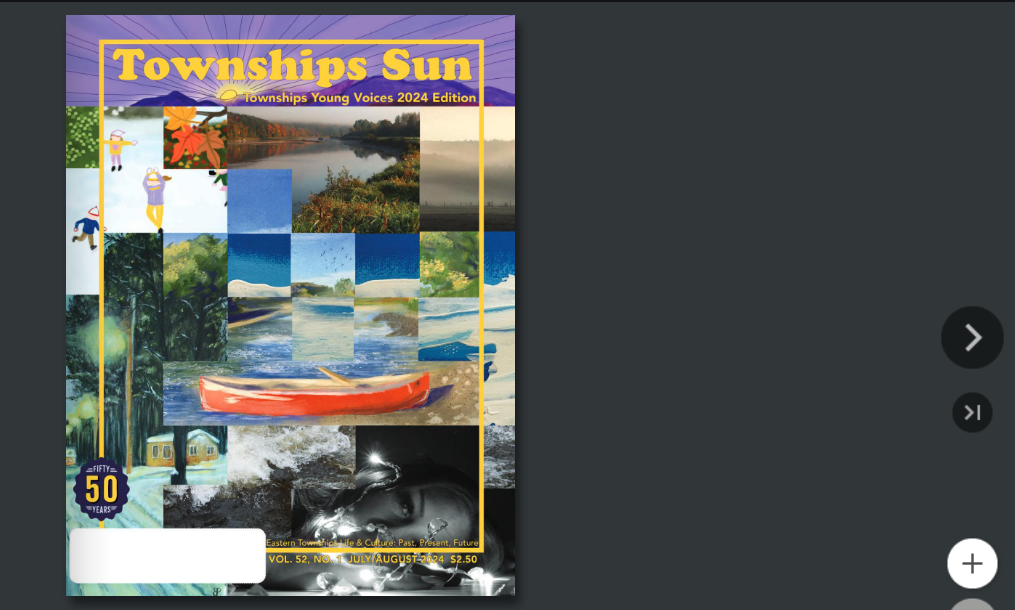 Townships Sun
Townships Young Voices 2024 Edition
FIFTY
50
YEARS
Eastern Townships Life & Culture: Past, Present, Future
VOL. 52, NO. 1 JULY/AUGUST 2024 $2.50